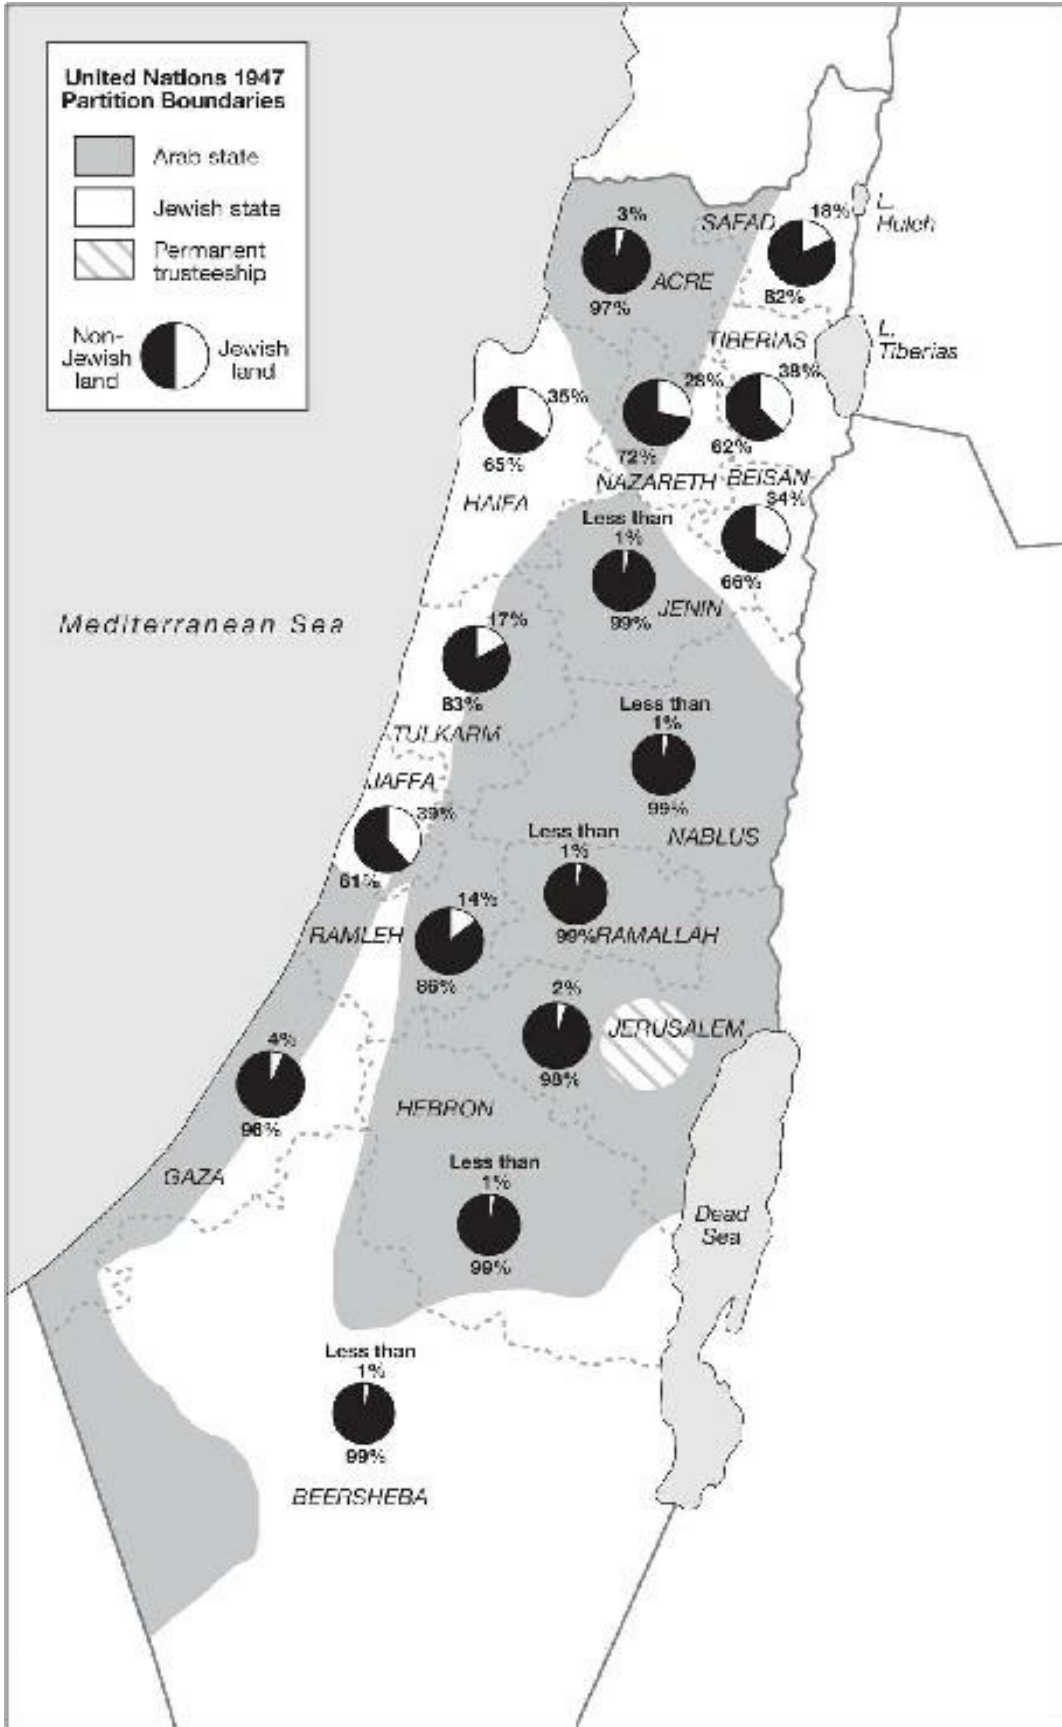 United Nations 1947
Partition Boundaries
Arab state
Jewish state
Permanent
trusteeship
Non-
Jewish
land
Jewish
land
3%
SAFAD
18%
L.
Huleh
ACRE
97%
82%
TIBERIAS
L.
Tiberias
35%
28%
38%
65%
72%
62%
HAIFA
NAZARETH
BEISAN
34%
Less than
1%
66%
JENIN
99%
Mediterranean Sea
17%
83%
TULKARM
Less than
1%
99%
NABLUS
JAFFA
39%
61%
Less than
1%
99%
RAMALLAH
14%
RAMLEH
86%
2%
JERUSALEM
98%
4%
96%
GAZA
HEBRON
Less than
1%
99%
Dead
Sea
Less than
1%
99%
BEERSHEBA